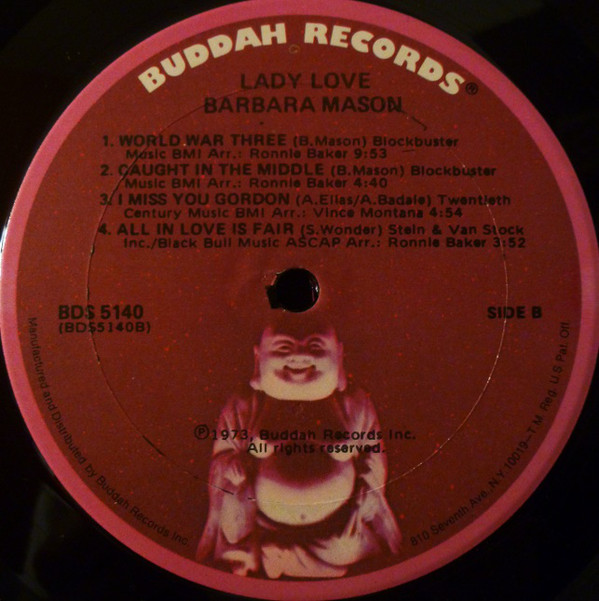 BUDDAH RECORDS®
LADY LOVE
BARBARA MASON
1. WORLD WAR THREE (B.Mason) Blockbuster
Music BMI Arr.: Ronnie Baker 9:53
2. CAUGHT IN THE MIDDLE (B.Mason) Blockbuster
Music BMI Arr.: Ronnie Baker 4:40
3. I MISS YOU GORDON (A.Elias/A.Badale) Twentieth
Century Music BMI Arr.: Vince Montana 4:54
4. ALL IN LOVE IS FAIR (S.Wonder) Stein & Van Stock
Inc./Black Bull Music ASCAP Arr.: Ronnie Baker 3:52
BDS 5140
(BDS5140B)
SIDE B
℗1973, Buddah Records Inc.
All rights reserved.
Manufactured and Distributed by Buddah Records Inc.
810 Seventh Ave., N.Y. 10019-T.M. Reg. U.S. Pat. Off.